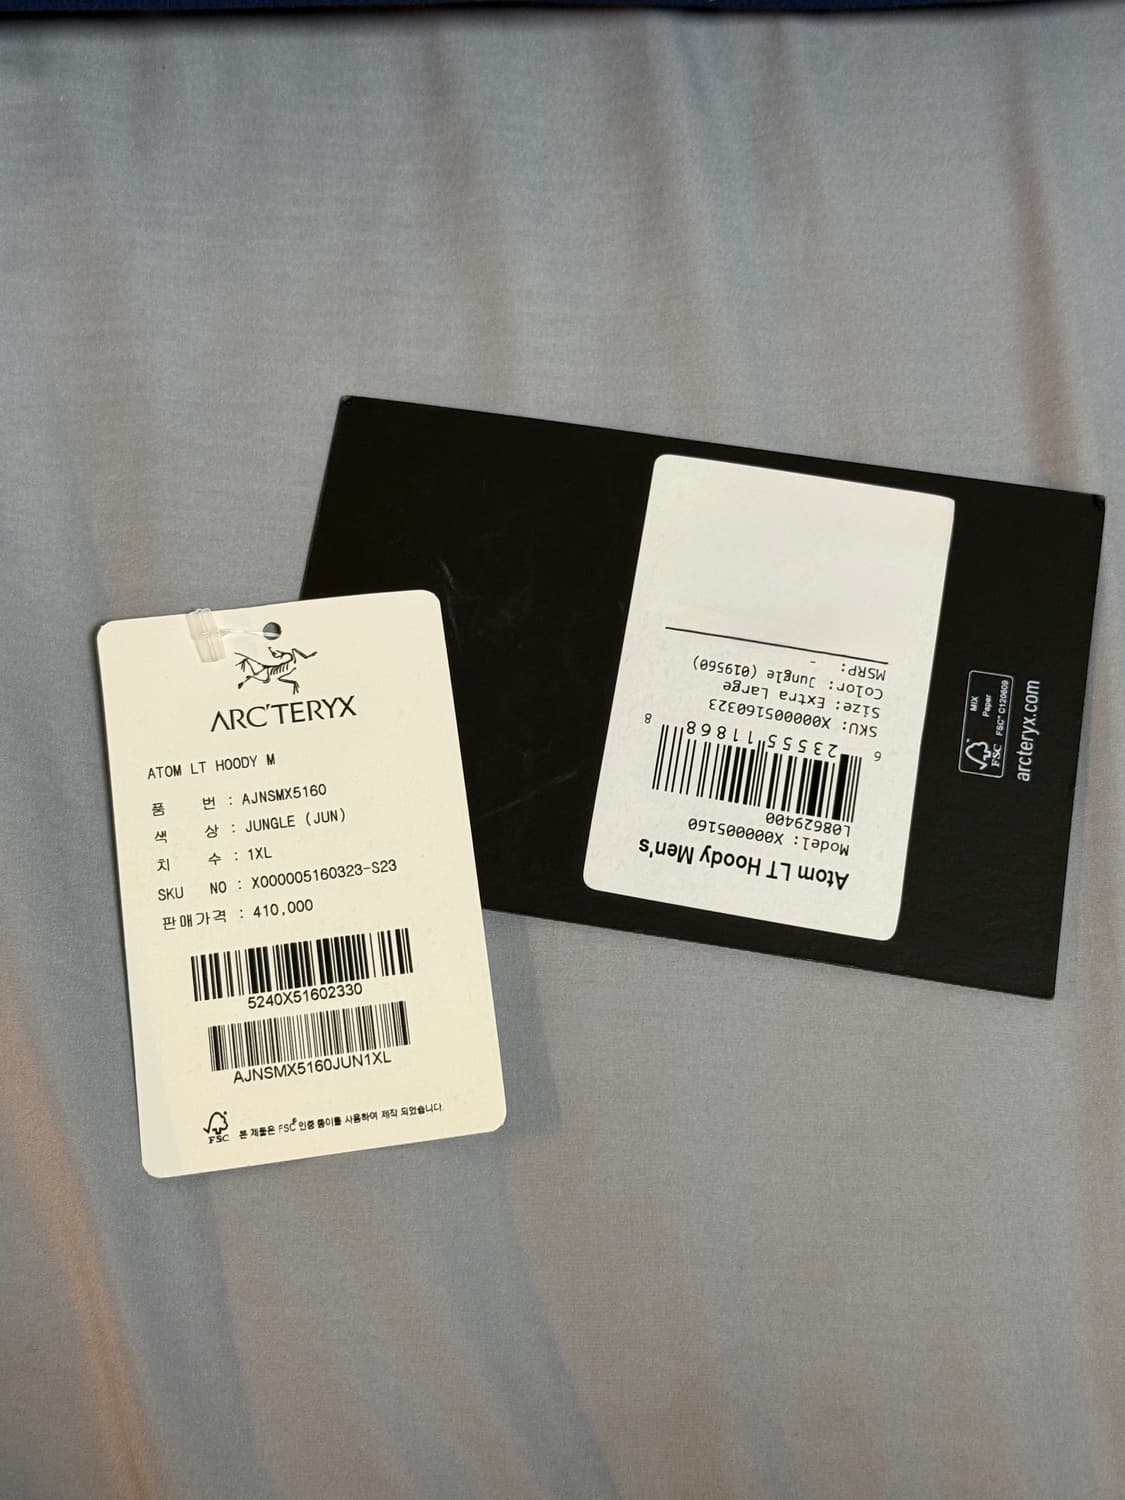 ARC'TERYX
ATOM LT HOODY M
품 번 : AJNSMX5160
색 상 : JUNGLE (JUN)
치 수 : 1XL
SKU NO : X000005160323-S23
판매가격 : 410,000
5240X51602330
AJNSMX5160JUN1XL
FSC 본 제품은 FSC® 인증 종이를 사용하여 제작 되었습니다.
Atom LT Hoody Men's
Model: X000005160
L08629400
6 23555 11868 8
SKU: X000005160323
Size: Extra Large
Color: Jungle (019560)
MSRP: -
FSC
MIX
Paper
FSC™ C120609
arcteryx.com